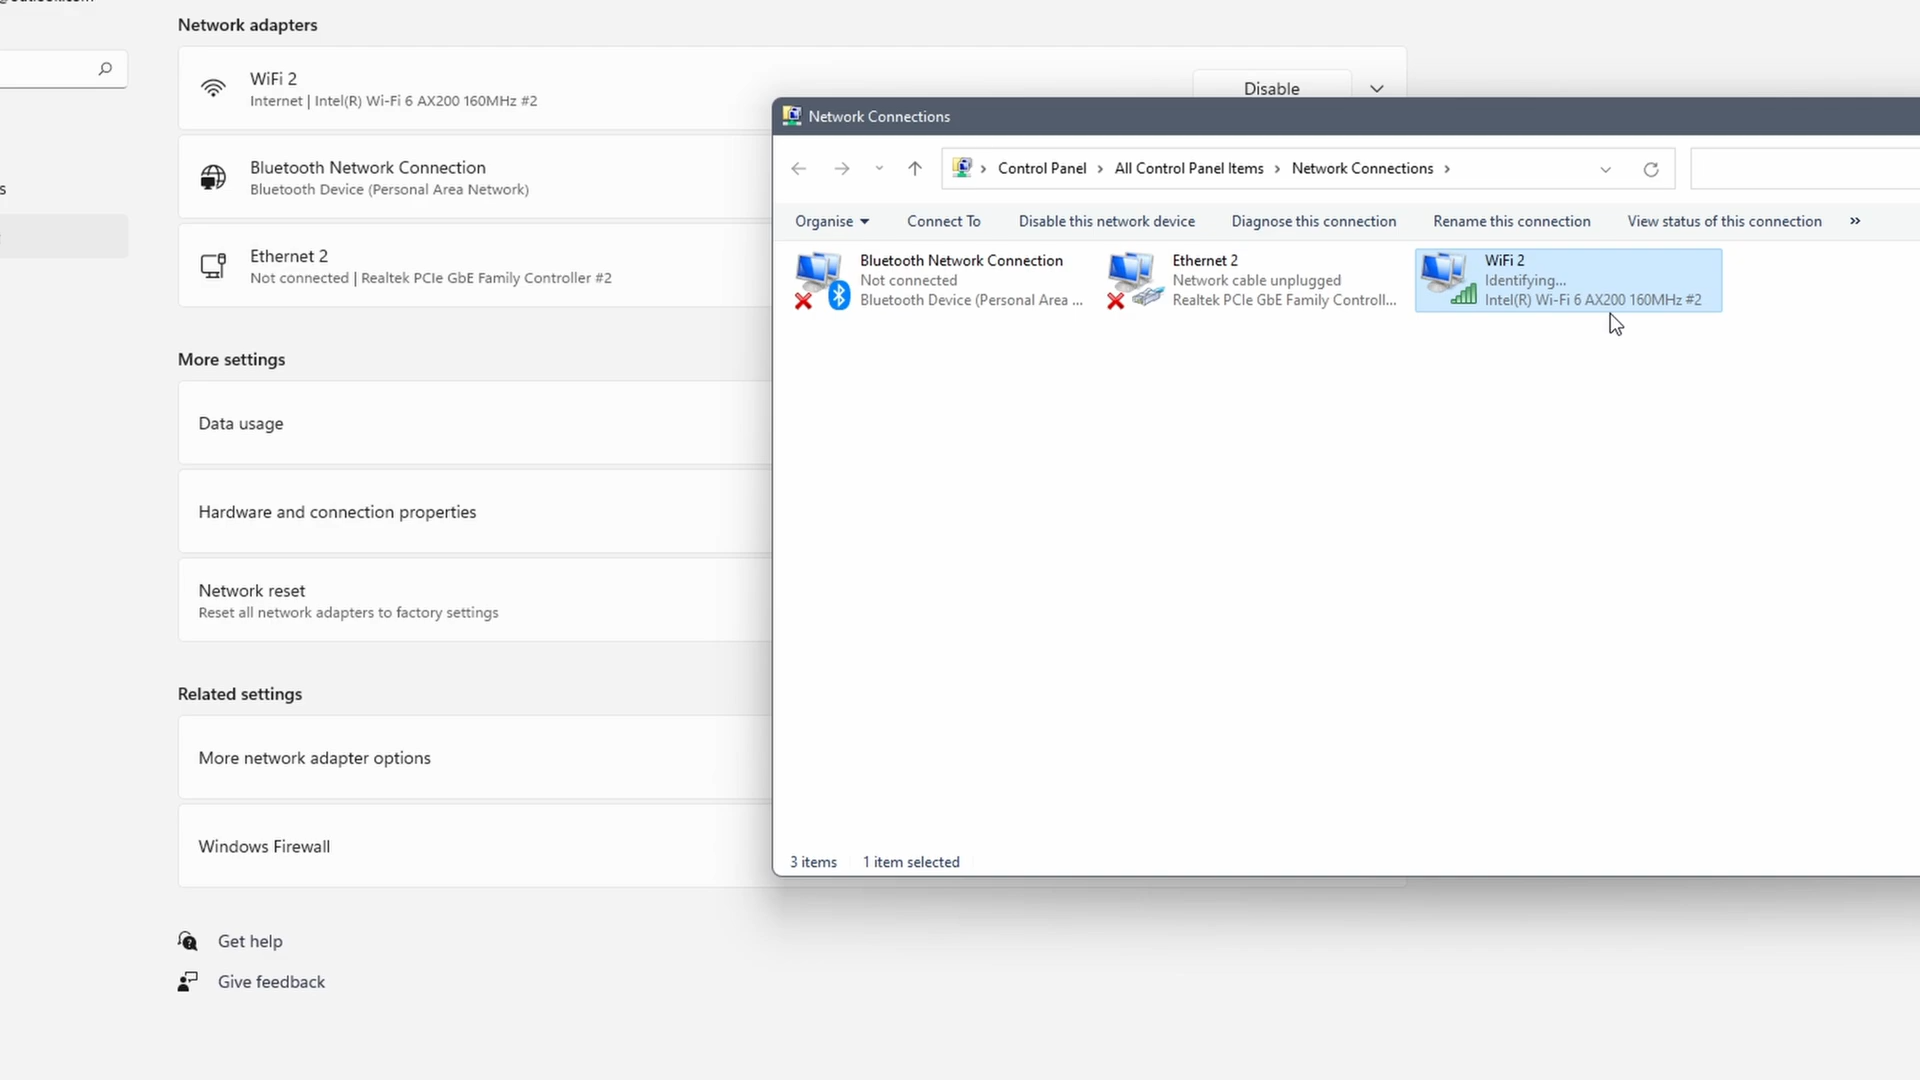 Network adapters
WiFi 2
Internet | Intel(R) Wi-Fi 6 AX200 160MHz #2
Disable
Bluetooth Network Connection
Bluetooth Device (Personal Area Network)
Ethernet 2
Not connected | Realtek PCIe GbE Family Controller #2
More settings
Data usage
Hardware and connection properties
Network reset
Reset all network adapters to factory settings
Related settings
More network adapter options
Windows Firewall
Get help
Give feedback
s
Network Connections
Control Panel > All Control Panel Items > Network Connections >
Organise Connect To Disable this network device Diagnose this connection Rename this connection View status of this connection »
Bluetooth Network Connection
Not connected
Bluetooth Device (Personal Area ...
Ethernet 2
Network cable unplugged
Realtek PCIe GbE Family Controll...
WiFi 2
Identifying...
Intel(R) Wi-Fi 6 AX200 160MHz #2
3 items 1 item selected